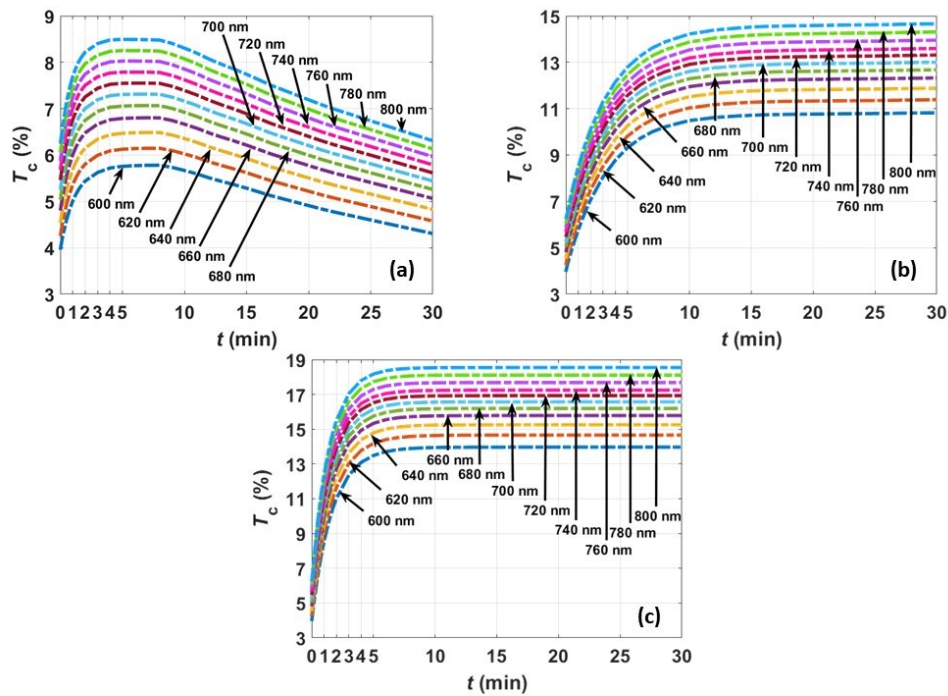 9
8
7
6
5
4
3
T_c (%)
700 nm
720 nm
740 nm
760 nm
780 nm
800 nm
600 nm
620 nm
640 nm
660 nm
680 nm
(a)
0 1 2 3 4 5 10 15 20 25 30
t (min)
15
13
11
9
7
5
3
T_c (%)
600 nm
620 nm
640 nm
660 nm
680 nm
700 nm
720 nm
740 nm
760 nm
780 nm
800 nm
(b)
0 1 2 3 4 5 10 15 20 25 30
t (min)
19
17
15
13
11
9
7
5
3
T_c (%)
600 nm
620 nm
640 nm
660 nm
680 nm
700 nm
720 nm
740 nm
760 nm
780 nm
800 nm
(c)
0 1 2 3 4 5 10 15 20 25 30
t (min)